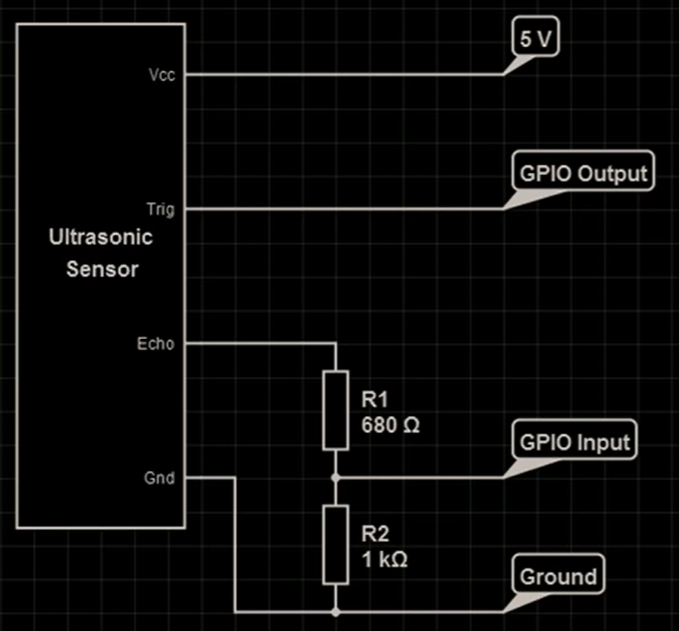 5 V
Vcc
GPIO Output
Trig
Ultrasonic
Sensor
Echo
R1
680 Ω
GPIO Input
Gnd
R2
1 kΩ
Ground